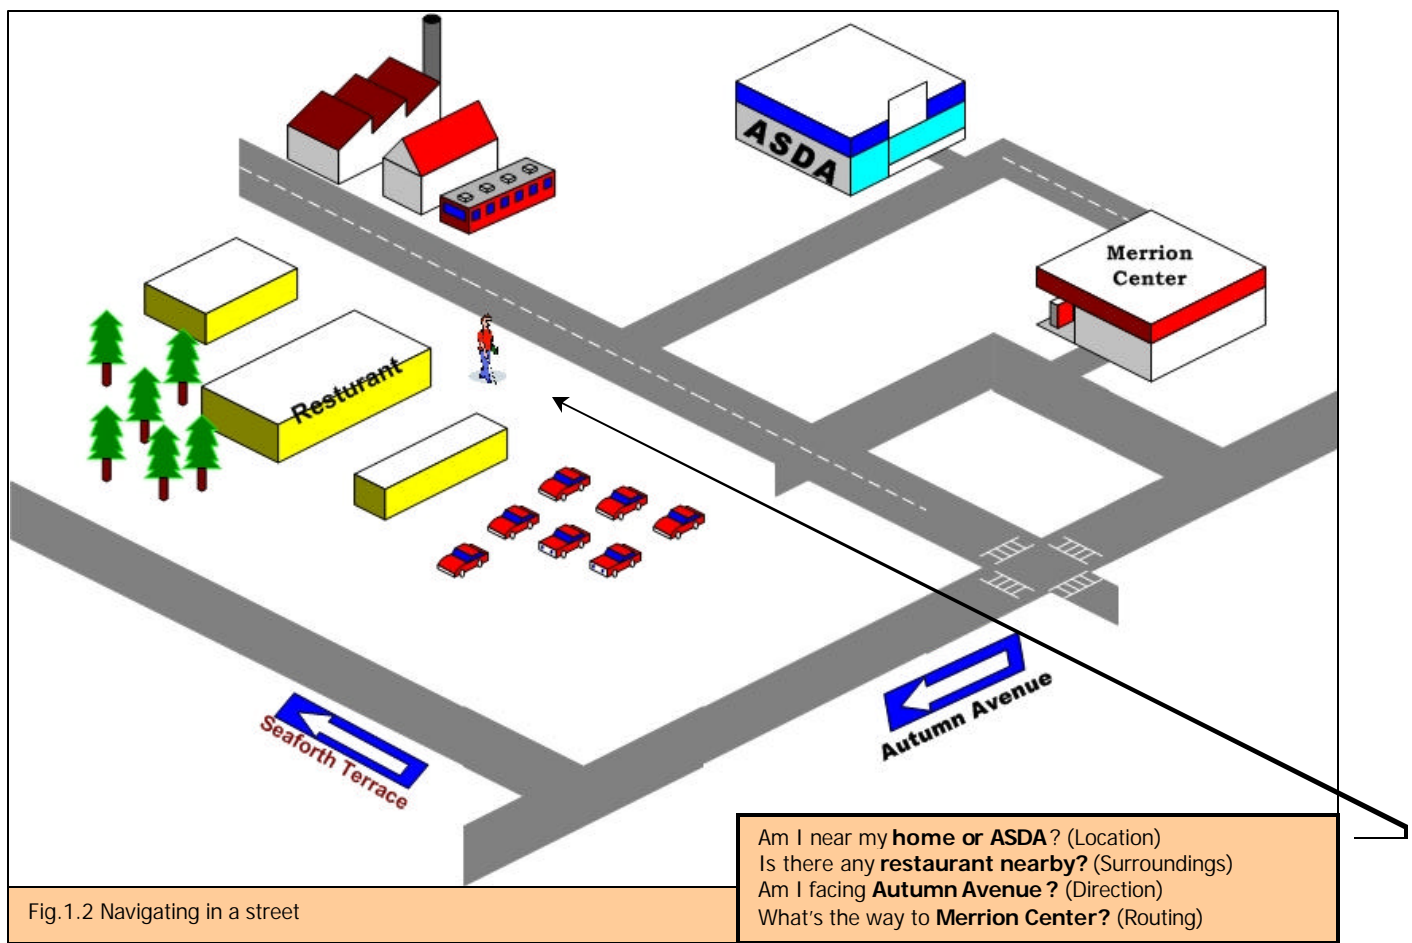 ASDA
Merrion
Center
Resturant
Seaforth Terrace
Autumn Avenue
Am I near my home or ASDA? (Location)
Is there any restaurant nearby? (Surroundings)
Am I facing Autumn Avenue? (Direction)
What's the way to Merrion Center? (Routing)
Fig.1.2 Navigating in a street